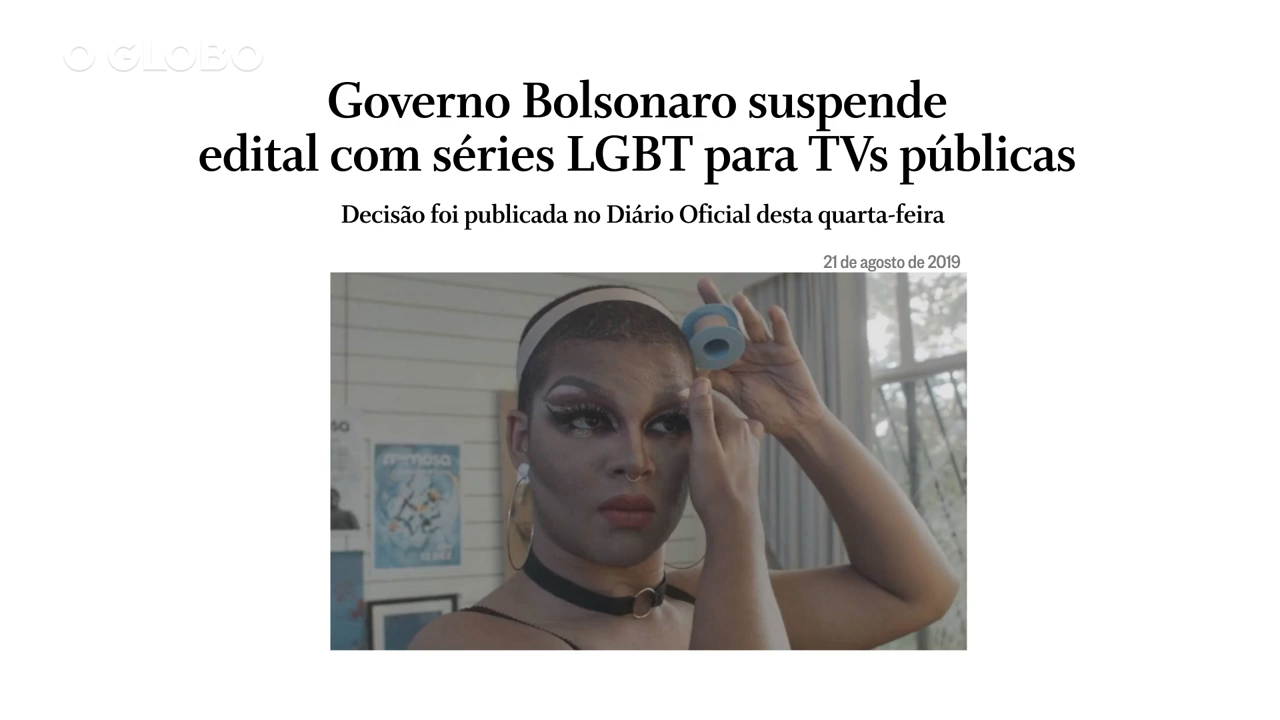 O GLOBO
Governo Bolsonaro suspende
edital com séries LGBT para TVs públicas
Decisão foi publicada no Diário Oficial desta quarta-feira
21 de agosto de 2019